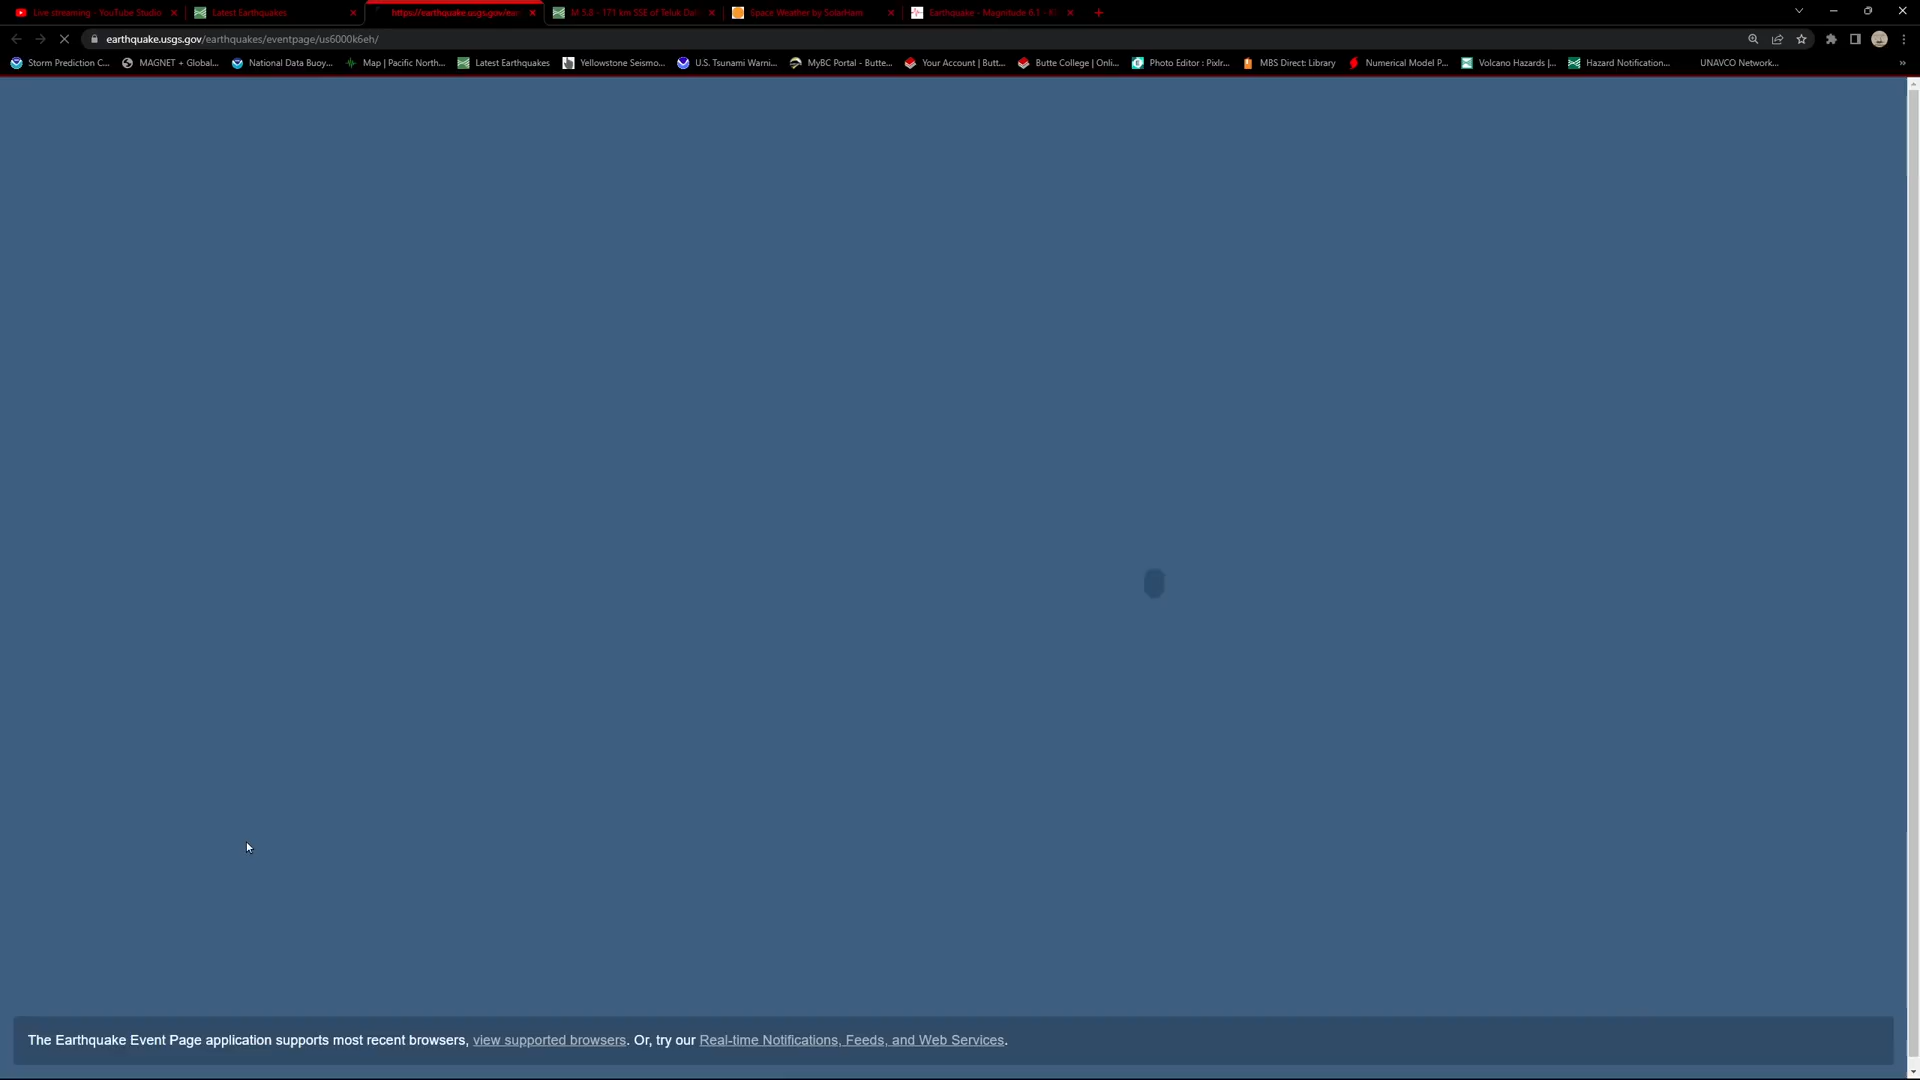 Live streaming - YouTube Studio
Latest Earthquakes
https://earthquake.usgs.gov/ear
M 5.8 - 171 km SSE of Teluk Dal
Space Weather by SolarHam
Earthquake - Magnitude 6.1 - K
earthquake.usgs.gov/earthquakes/eventpage/us6000k6eh/
Storm Prediction C...
MAGNET + Global...
National Data Buoy...
Map | Pacific North...
Latest Earthquakes
Yellowstone Seismo...
U.S. Tsunami Warni...
MyBC Portal - Butte...
Your Account | Butt...
Butte College | Onli...
Photo Editor : Pixlr...
MBS Direct: Library
Numerical Model P...
Volcano Hazards |...
Hazard Notification...
UNAVCO Network...
The Earthquake Event Page application supports most recent browsers, view supported browsers. Or, try our Real-time Notifications, Feeds, and Web Services.